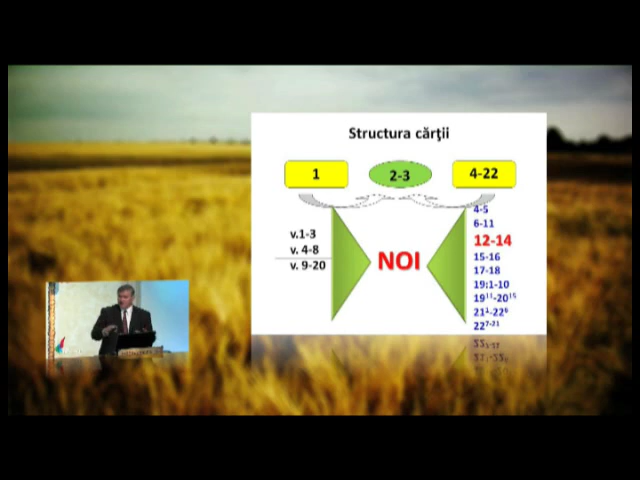 Structura cărţii
1
2-3
4-22
v.1-3
v. 4-8
v. 9-20
NOI
4-5
6-11
12-14
15-16
17-18
19:1-10
19¹¹-20¹⁵
21¹-22⁶
22⁷⁻²¹